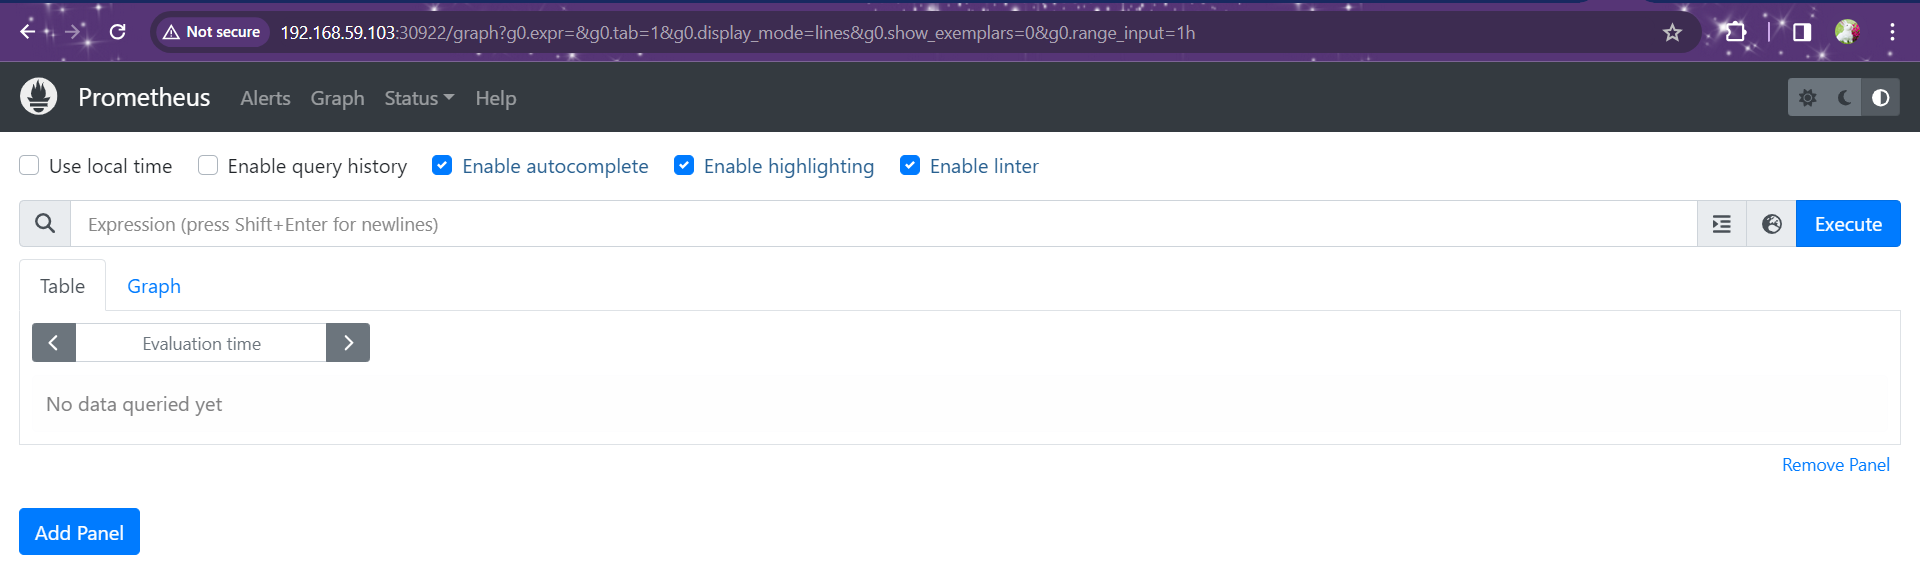 Not secure 192.168.59.103:30922/graph?g0.expr=&g0.tab=1&g0.display_mode=lines&g0.show_exemplars=0&g0.range_input=1h
Prometheus Alerts Graph Status Help
Use local time Enable query history Enable autocomplete Enable highlighting Enable linter
Expression (press Shift+Enter for newlines) Execute
Table Graph
Evaluation time
No data queried yet
Remove Panel
Add Panel